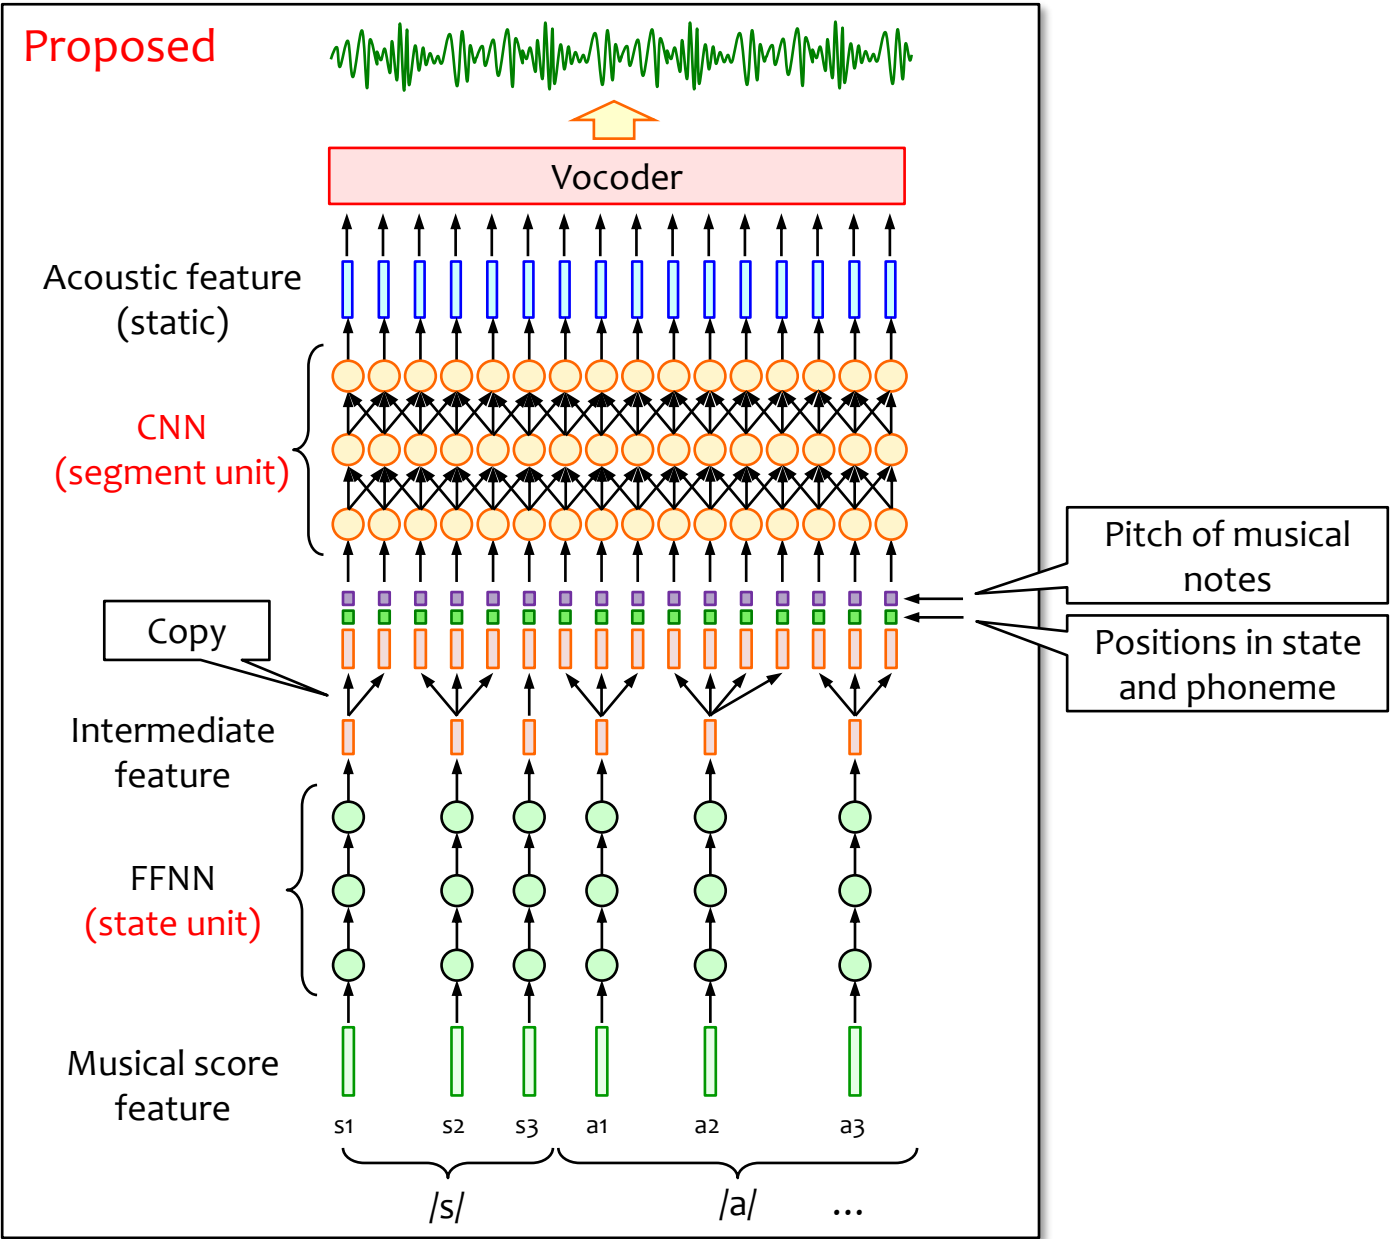 Proposed
Vocoder
Acoustic feature
(static)
CNN
(segment unit)
Pitch of musical
notes
Copy
Positions in state
and phoneme
Intermediate
feature
FFNN
(state unit)
Musical score
feature
s1 s2 s3 a1 a2 a3
/s/ /a/ ...